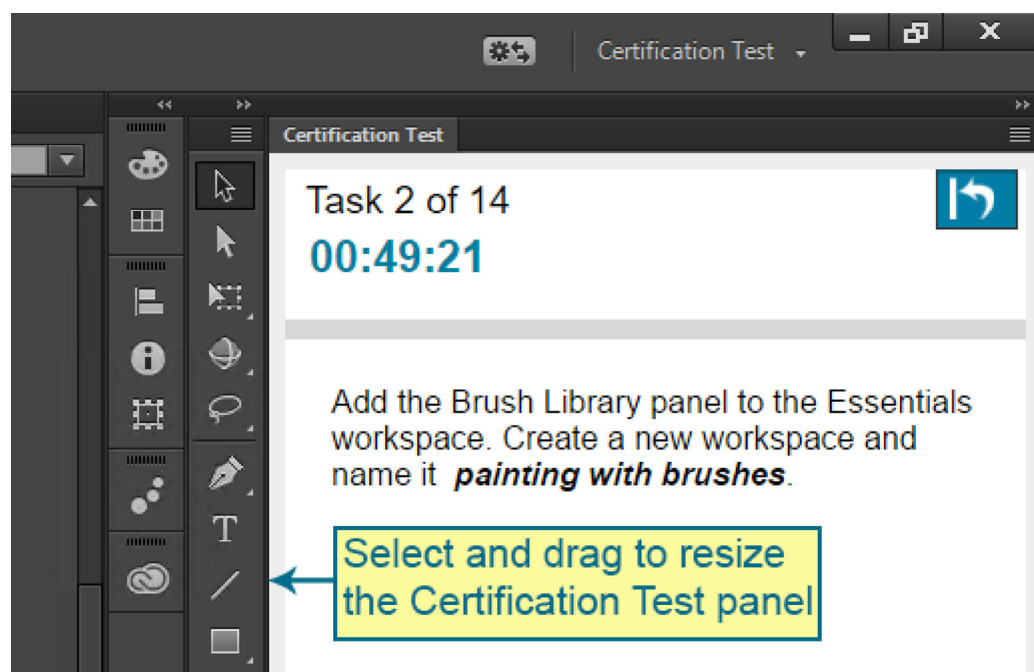 Certification Test
Certification Test
Task 2 of 14
00:49:21
Add the Brush Library panel to the Essentials
workspace. Create a new workspace and
name it painting with brushes.
T
Select and drag to resize
the Certification Test panel